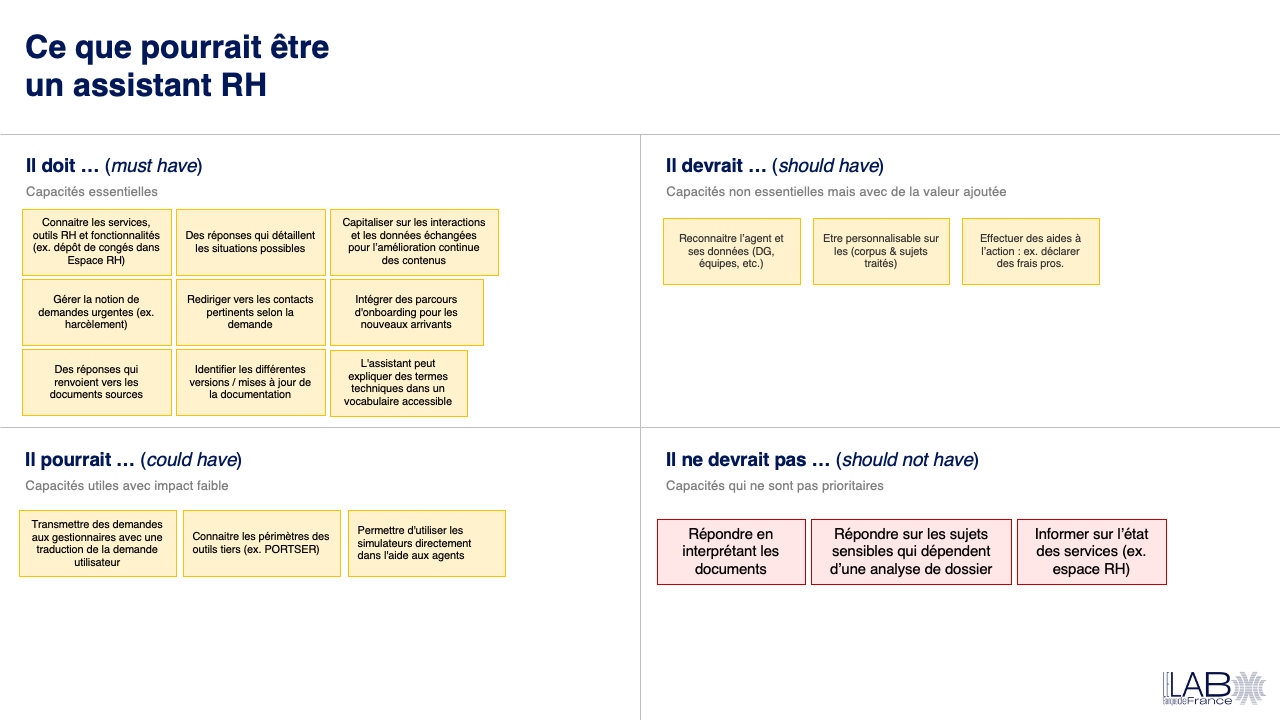 Ce que pourrait être
un assistant RH
Il doit … (must have)
Capacités essentielles
Connaitre les services,
outils RH et fonctionnalités
(ex. dépôt de congés dans
Espace RH)
Des réponses qui détaillent
les situations possibles
Capitaliser sur les interactions
et les données échangées
pour l’amélioration continue
des contenus
Gérer la notion de
demandes urgentes (ex.
harcèlement)
Rediriger vers les contacts
pertinents selon la
demande
Intégrer des parcours
d'onboarding pour les
nouveaux arrivants
Des réponses qui
renvoient vers les
documents sources
Identifier les différentes
versions / mises à jour de
la documentation
L'assistant peut
expliquer des termes
techniques dans un
vocabulaire accessible
Il devrait … (should have)
Capacités non essentielles mais avec de la valeur ajoutée
Reconnaitre l’agent et
ses données (DG,
équipes, etc.)
Etre personnalisable sur
les (corpus & sujets
traités)
Effectuer des aides à
l’action : ex. déclarer
des frais pros.
Il pourrait … (could have)
Capacités utiles avec impact faible
Transmettre des demandes
aux gestionnaires avec une
traduction de la demande
utilisateur
Connaitre les périmètres des
outils tiers (ex. PORTSER)
Permettre d'utiliser les
simulateurs directement
dans l'aide aux agents
Il ne devrait pas … (should not have)
Capacités qui ne sont pas prioritaires
Répondre en
interprétant les
documents
Répondre sur les sujets
sensibles qui dépendent
d’une analyse de dossier
Informer sur l’état
des services (ex.
espace RH)
LAB
France